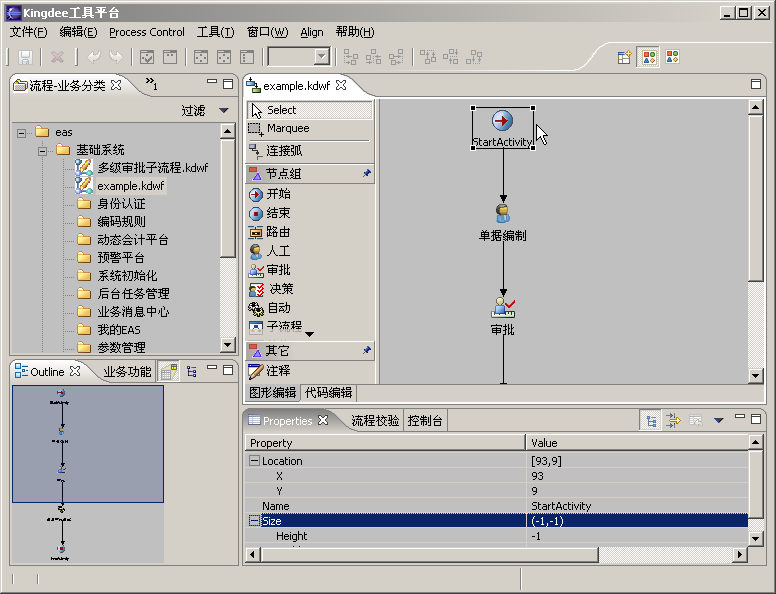 Kingdee工具平台
文件(F) 编辑(E) Process Control 工具(T) 窗口(W) Align 帮助(H)
流程-业务分类
»1
过滤
eas
基础系统
多级审批子流程.kdwf
example.kdwf
身份认证
编码规则
动态会计平台
预警平台
系统初始化
后台任务管理
业务消息中心
我的EAS
参数管理
Outline 业务功能
example.kdwf
Select
Marquee
连接弧
节点组
开始
结束
路由
人工
审批
决策
自动
子流程
其它
注释
StartActivity
单据编制
审批
图形编辑 代码编辑
Properties 流程校验 控制台
Property Value
Location [93,9]
X 93
Y 9
Name StartActivity
Size (-1,-1)
Height -1